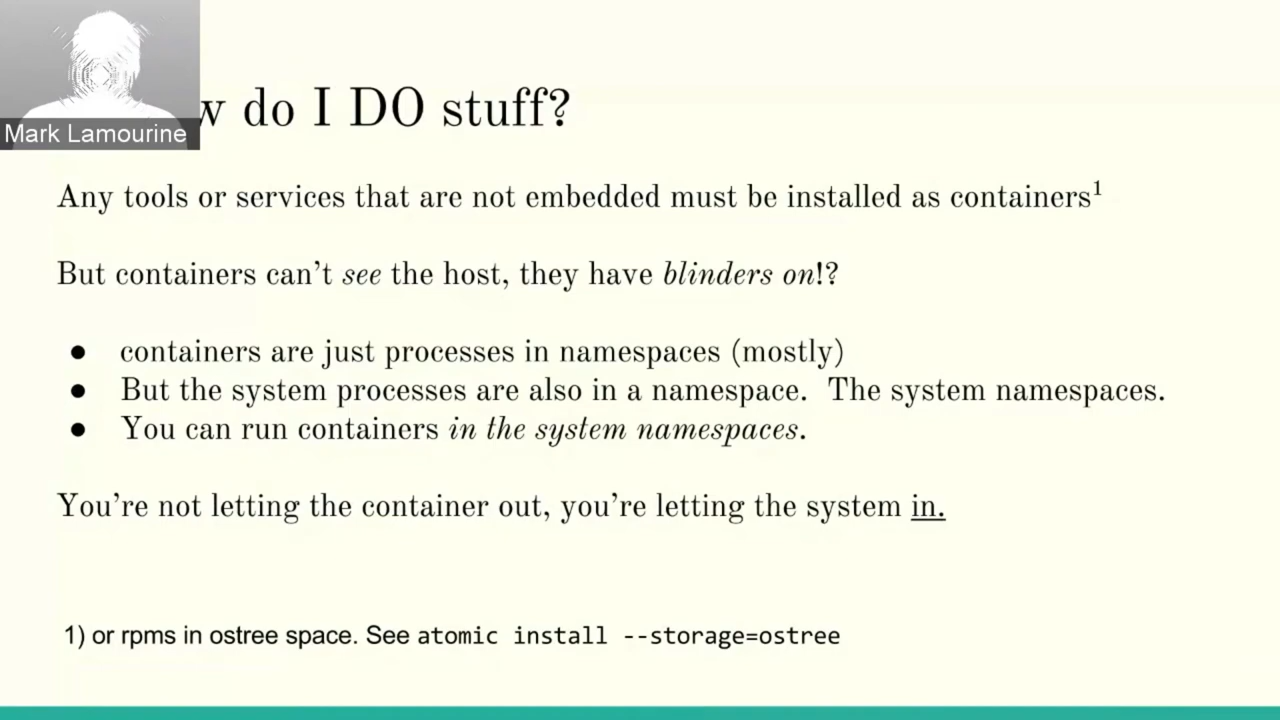 Mark Lamourine
w do I DO stuff?
Any tools or services that are not embedded must be installed as containers¹
But containers can’t see the host, they have blinders on!?
● containers are just processes in namespaces (mostly)
● But the system processes are also in a namespace. The system namespaces.
● You can run containers in the system namespaces.
You’re not letting the container out, you’re letting the system in.
1) or rpms in ostree space. See atomic install --storage=ostree